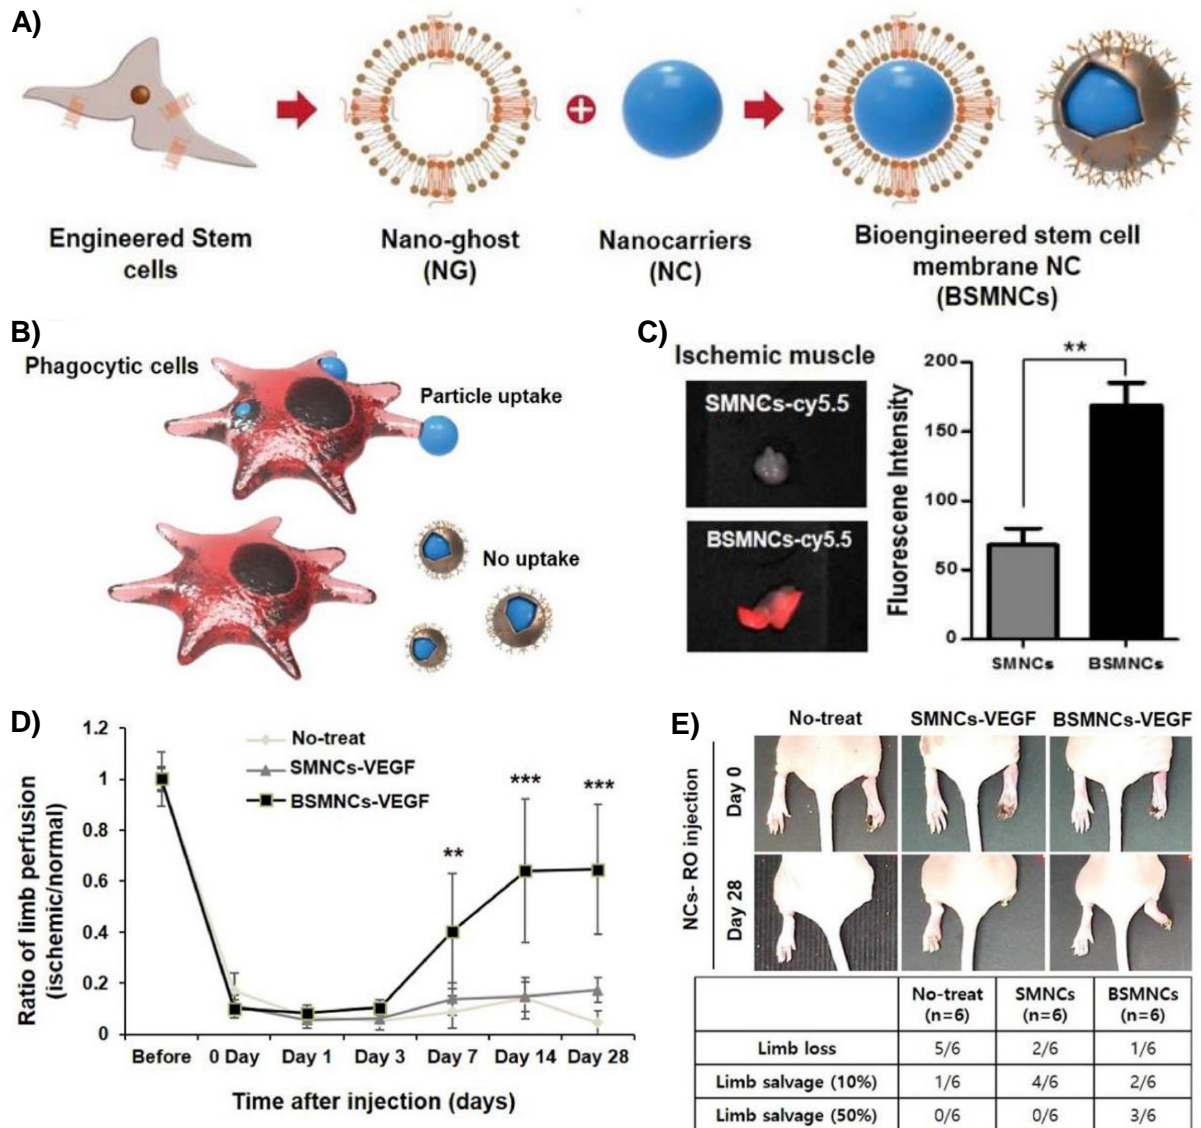 A)
Engineered Stem
cells
Nano-ghost
(NG)
Nanocarriers
(NC)
Bioengineered stem cell
membrane NC
(BSMNCs)
B)
Phagocytic cells
Particle uptake
No uptake
C)
Ischemic muscle
SMNCs-cy5.5
BSMNCs-cy5.5
Fluorescene Intensity
200
150
100
50
0
**
SMNCs
BSMNCs
D)
Ratio of limb perfusion
(ischemic/normal)
1.2
1
0.8
0.6
0.4
0.2
0
No-treat
SMNCs-VEGF
BSMNCs-VEGF
**
***
***
Before 0 Day Day 1 Day 3 Day 7 Day 14 Day 28
Time after injection (days)
E)
No-treat SMNCs-VEGF BSMNCs-VEGF
NCs- RO injection
Day 0
Day 28
No-treat (n=6) SMNCs (n=6) BSMNCs (n=6)
Limb loss 5/6 2/6 1/6
Limb salvage (10%) 1/6 4/6 2/6
Limb salvage (50%) 0/6 0/6 3/6